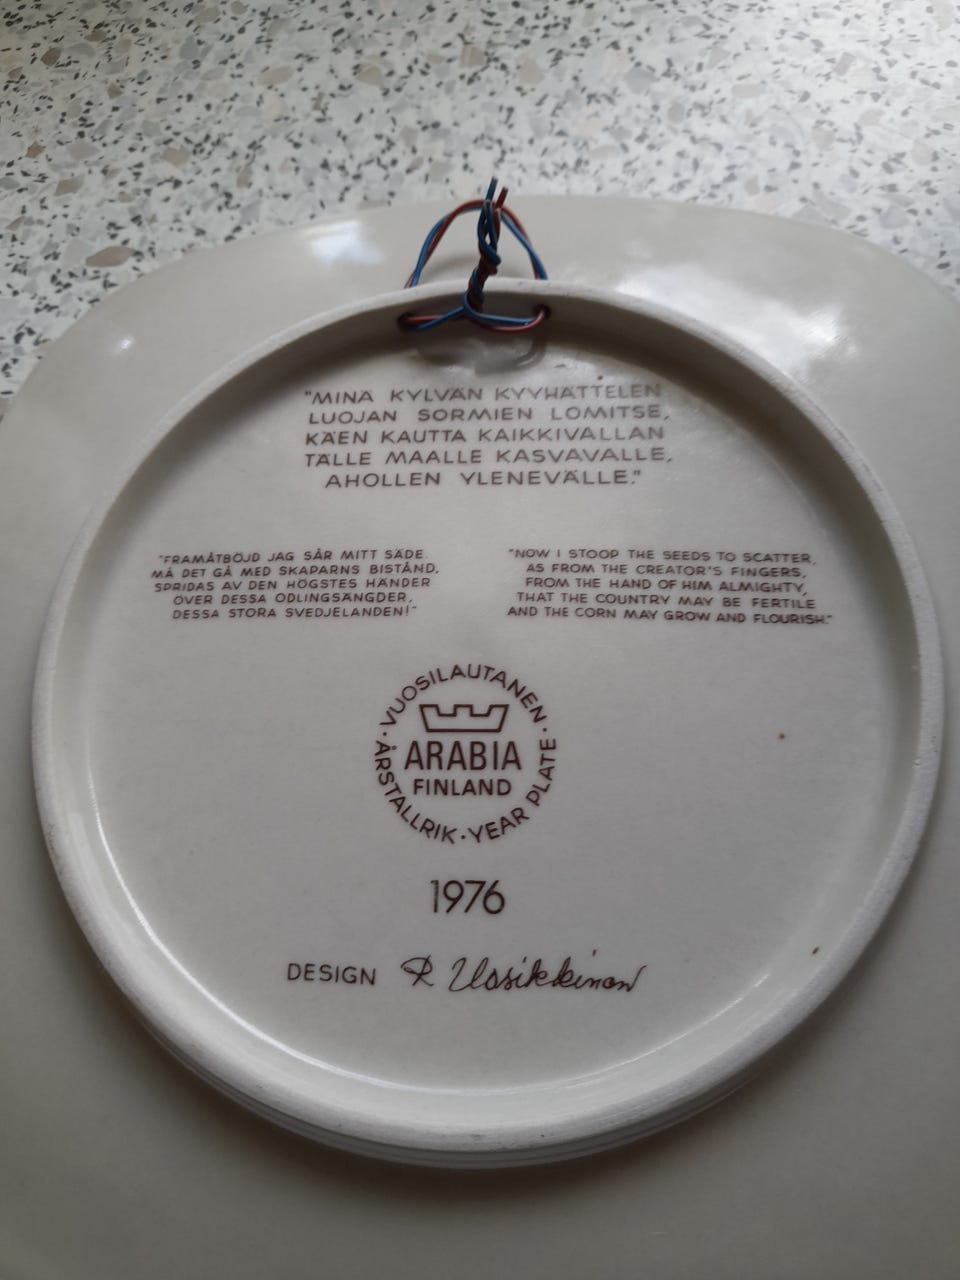 "MINÄ KYLVÄN KYYHÄTTELEN
LUOJAN SORMIEN LOMITSE,
KÄEN KAUTTA KAIKKIVALLAN
TÄLLE MAALLE KASVAVALLE,
AHOLLEN YLENEVÄLLE."
"FRAMÅTBÖJD JAG SÅR MITT SÄDE.
MÅ DET GÅ MED SKAPARNS BISTÅND,
SPRIDAS AV DEN HÖGSTES HÄNDER
ÖVER DESSA ODLINGSÄNGDER,
DESSA STORA SVEDJELANDEN!"
"NOW I STOOP THE SEEDS TO SCATTER,
AS FROM THE CREATOR'S FINGERS,
FROM THE HAND OF HIM ALMIGHTY,
THAT THE COUNTRY MAY BE FERTILE
AND THE CORN MAY GROW AND FLOURISH."
· VUOSILAUTANEN ·
ARABIA
FINLAND
ÅRSTALLRIK · YEAR PLATE
1976
DESIGN R Uosikkinen